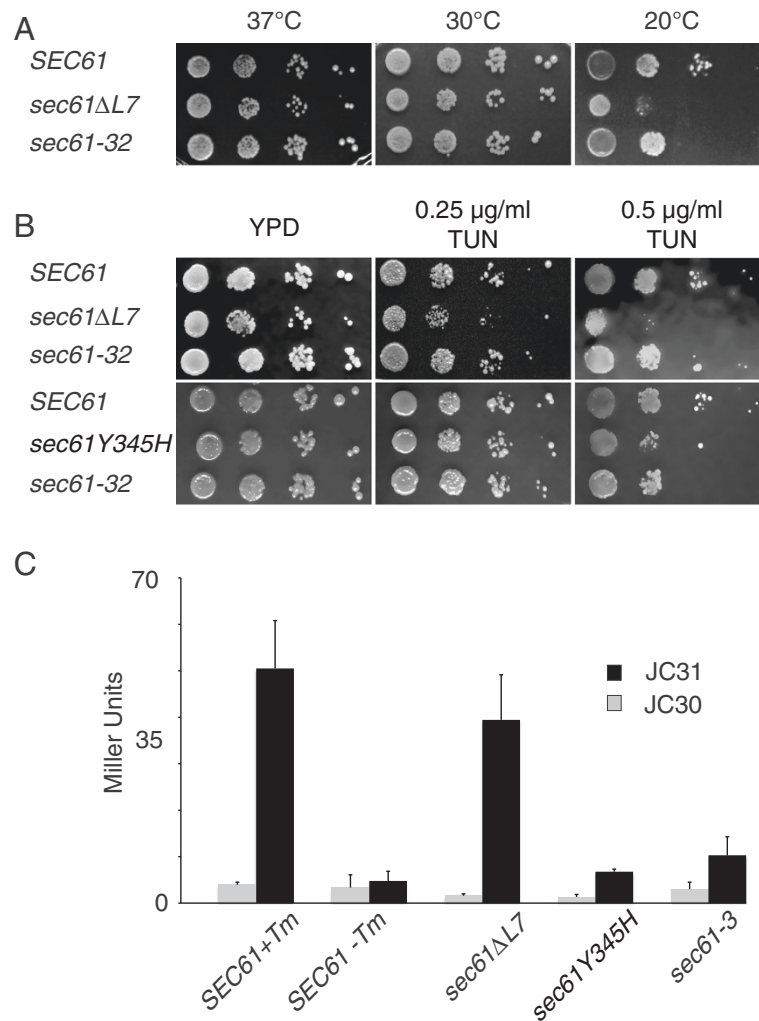 A
37°C 30°C 20°C
SEC61
sec61ΔL7
sec61-32
B
YPD 0.25 µg/ml TUN 0.5 µg/ml TUN
SEC61
sec61ΔL7
sec61-32
SEC61
sec61Y345H
sec61-32
C
Miller Units
70
35
0
JC31
JC30
SEC61+Tm
SEC61 -Tm
sec61ΔL7
sec61Y345H
sec61-3